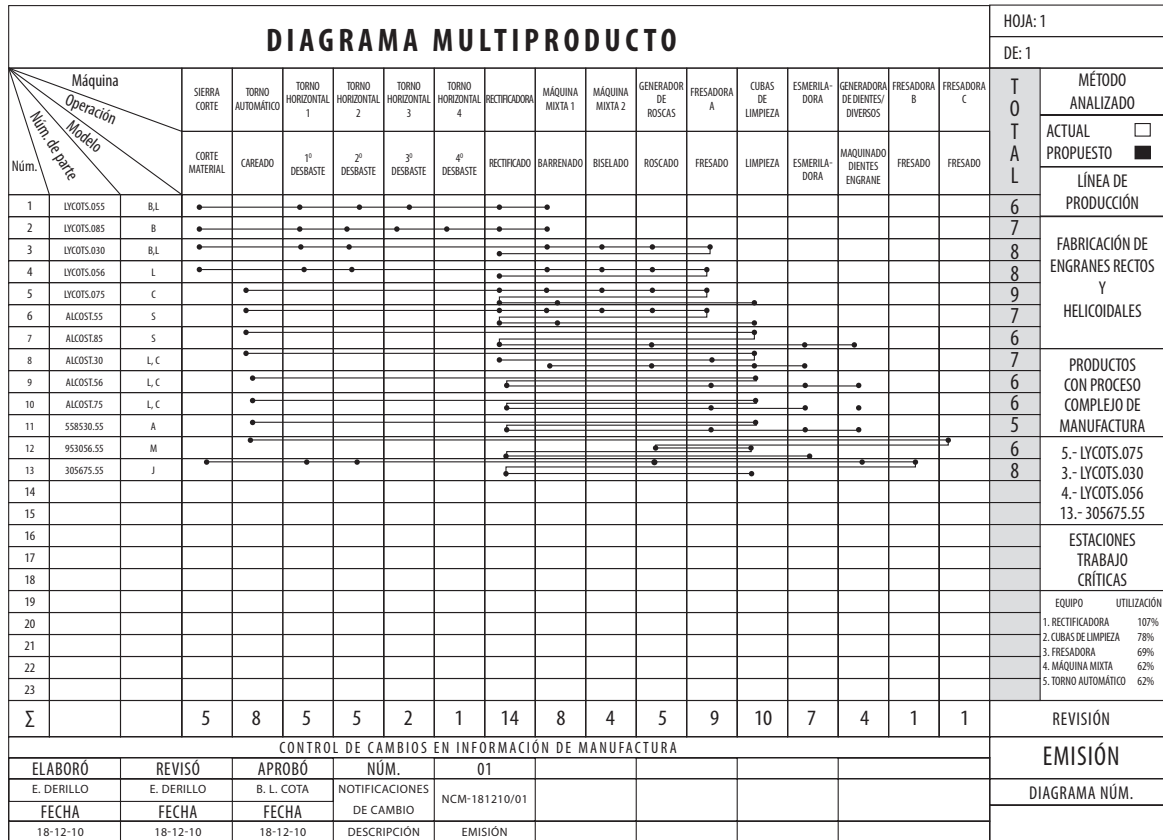 DIAGRAMA MULTIPRODUCTO
HOJA: 1
DE: 1
Máquina
Operación
Modelo
Núm. de parte
Núm.
SIERRA CORTE
TORNO AUTOMÁTICO
TORNO HORIZONTAL 1
TORNO HORIZONTAL 2
TORNO HORIZONTAL 3
TORNO HORIZONTAL 4
RECTIFICADORA
MÁQUINA MIXTA 1
MÁQUINA MIXTA 2
GENERADOR DE ROSCAS
FRESADORA A
CUBAS DE LIMPIEZA
ESMERILA-DORA
GENERADORA DE DIENTES/ DIVERSOS
FRESADORA B
FRESADORA C
CORTE MATERIAL
CAREADO
1º DESBASTE
2º DESBASTE
3º DESBASTE
4º DESBASTE
RECTIFICADO
BARRENADO
BISELADO
ROSCADO
FRESADO
LIMPIEZA
ESMERILA-DORA
MAQUINADO DIENTES ENGRANE
FRESADO
FRESADO
TOTAL
1 LYCOTS.055 B,L 6
2 LYCOTS.085 B 7
3 LYCOTS.030 B,L 8
4 LYCOTS.056 L 8
5 LYCOTS.075 C 9
6 ALCOST.55 S 7
7 ALCOST.85 S 6
8 ALCOST.30 L, C 7
9 ALCOST.56 L, C 6
10 ALCOST.75 L, C 6
11 558530.55 A 5
12 953056.55 M 6
13 305675.55 J 8
14
15
16
17
18
19
20
21
22
23
Σ 5 8 5 5 2 1 14 8 4 5 9 10 7 4 1 1
MÉTODO
ANALIZADO
ACTUAL
PROPUESTO
LÍNEA DE
PRODUCCIÓN
FABRICACIÓN DE
ENGRANES RECTOS
Y
HELICOIDALES
PRODUCTOS
CON PROCESO
COMPLEJO DE
MANUFACTURA
5.- LYCOTS.075
3.- LYCOTS.030
4.- LYCOTS.056
13.- 305675.55
ESTACIONES
TRABAJO
CRÍTICAS
EQUIPO UTILIZACIÓN
1. RECTIFICADORA 107%
2. CUBAS DE LIMPIEZA 78%
3. FRESADORA 69%
4. MÁQUINA MIXTA 62%
5. TORNO AUTOMÁTICO 62%
REVISIÓN
EMISIÓN
DIAGRAMA NÚM.
CONTROL DE CAMBIOS EN INFORMACIÓN DE MANUFACTURA
ELABORÓ REVISÓ APROBÓ NÚM. 01
E. DERILLO E. DERILLO B. L. COTA NOTIFICACIONES DE CAMBIO NCM-181210/01
FECHA FECHA FECHA
18-12-10 18-12-10 18-12-10 DESCRIPCIÓN EMISIÓN